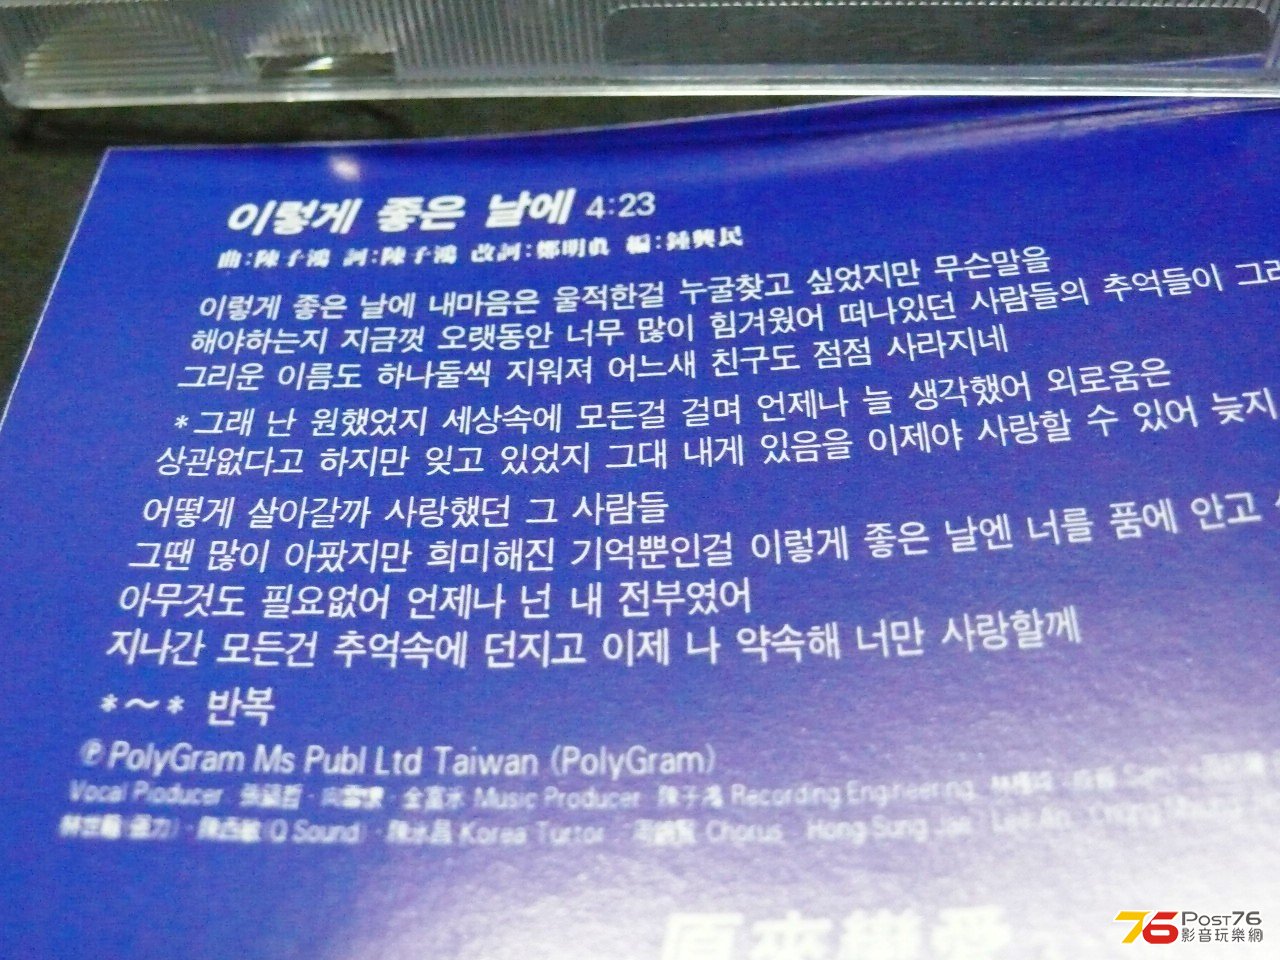 이렇게 좋은 날에 4:23
曲:陳子鴻 詞:陳子鴻 改詞:鄭明眞 編:鍾興民
이렇게 좋은 날에 내마음은 울적한걸 누굴찾고 싶었지만 무슨말을
해야하는지 지금껏 오랫동안 너무 많이 힘겨웠어 떠나있던 사람들의 추억들이 그리
그리운 이름도 하나둘씩 지워져 어느새 친구도 점점 사라지네
*그래 난 원했었지 세상속에 모든걸 걸며 언제나 늘 생각했어 외로움은
상관없다고 하지만 잊고 있었지 그대 내게 있음을 이제야 사랑할 수 있어 늦지
어떻게 살아갈까 사랑했던 그 사람들
그땐 많이 아팠지만 희미해진 기억뿐인걸 이렇게 좋은 날엔 너를 품에 안고
아무것도 필요없어 언제나 넌 내 전부였어
지나간 모든건 추억속에 던지고 이제 나 약속해 너만 사랑할께
*~* 반복
℗PolyGram Ms Publ Ltd Taiwan (PolyGram)
Vocal Producer Music Producer 陳子鴻 Recording Engineering
(Q Sound) Korea Turtor Chorus Hong Sung
原來戀愛
76 POST76
影音玩樂網